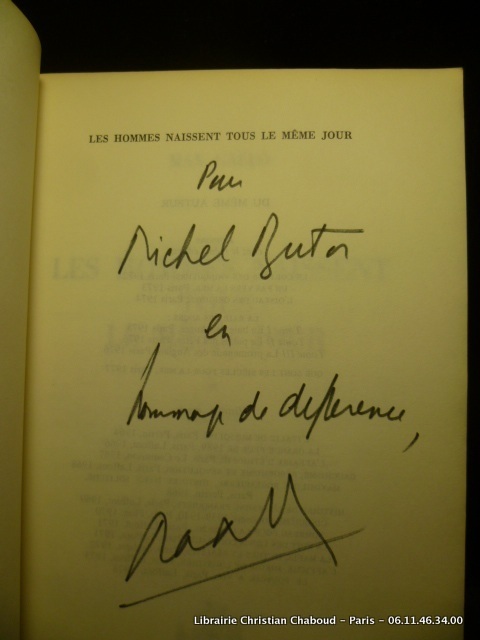 LES HOMMES NAISSENT TOUS LE MÊME JOUR
Pour
Michel Butor
en
hommage de déférence,
Librairie Christian Chaboud - Paris - 06.11.46.34.00